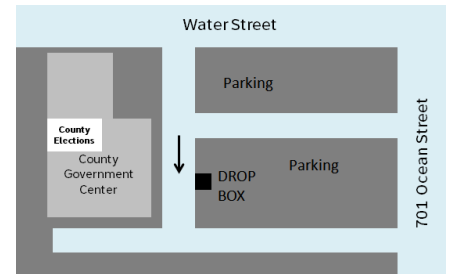 Water Street
Parking
County
Elections
County
Government
Center
DROP
BOX
Parking
701 Ocean Street